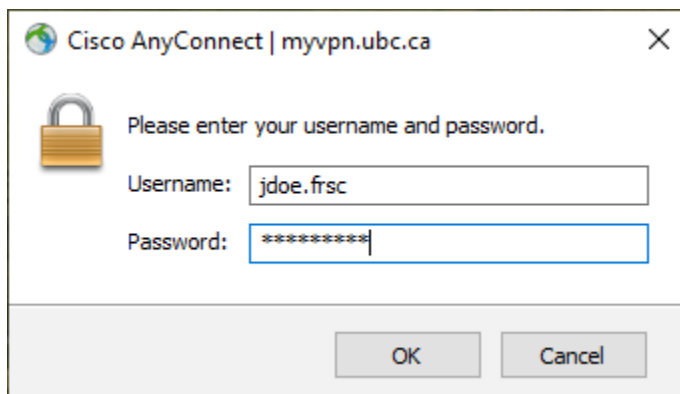 Cisco AnyConnect | myvpn.ubc.ca
Please enter your username and password.
Username: jdoe.frsc
Password: *********
OK Cancel